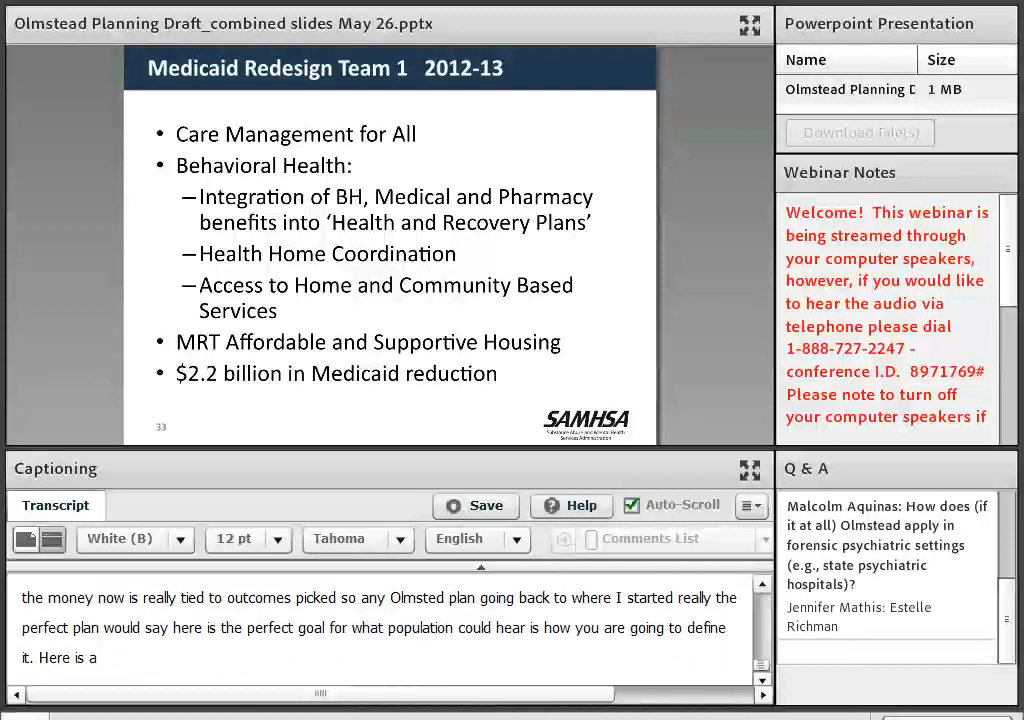 Olmstead Planning Draft_combined slides May 26.pptx
Medicaid Redesign Team 1 2012-13
• Care Management for All
• Behavioral Health:
–Integration of BH, Medical and Pharmacy
benefits into ‘Health and Recovery Plans’
–Health Home Coordination
–Access to Home and Community Based
Services
• MRT Affordable and Supportive Housing
• $2.2 billion in Medicaid reduction
33
SAMHSA
Substance Abuse and Mental Health
Services Administration
Powerpoint Presentation
Name Size
Olmstead Planning D 1 MB
Download File(s)
Webinar Notes
Welcome! This webinar is
being streamed through
your computer speakers,
however, if you would like
to hear the audio via
telephone please dial
1-888-727-2247 -
conference I.D. 8971769#
Please note to turn off
your computer speakers if
Captioning
Transcript
Save
Help
Auto-Scroll
White (B)
12 pt
Tahoma
English
Comments List
the money now is really tied to outcomes picked so any Olmsted plan going back to where I started really the
perfect plan would say here is the perfect goal for what population could hear is how you are going to define
it. Here is a
Q & A
Malcolm Aquinas: How does (if
it at all) Olmstead apply in
forensic psychiatric settings
(e.g., state psychiatric
hospitals)?
Jennifer Mathis: Estelle
Richman